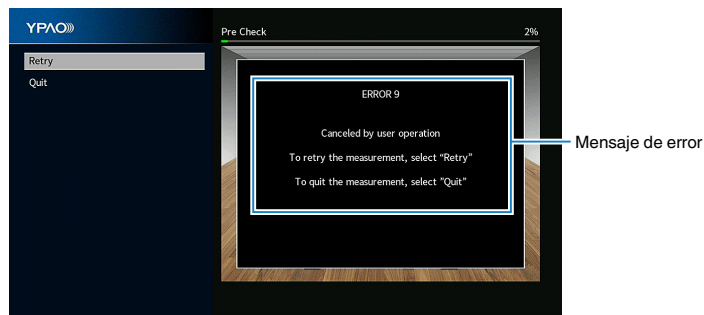 YPAO
Pre Check
2%
Retry
Quit
ERROR 9
Canceled by user operation
To retry the measurement, select “Retry”
To quit the measurement, select ”Quit”
Mensaje de error